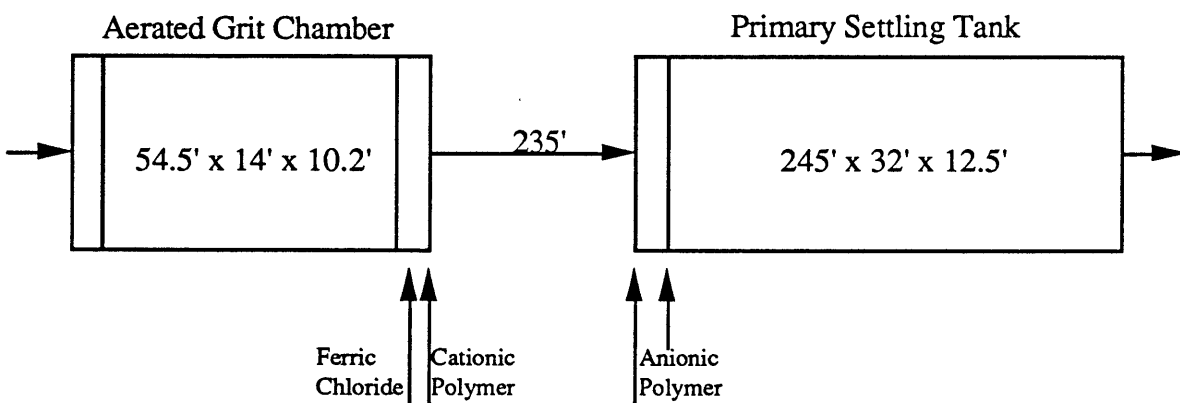 Aerated Grit Chamber
Primary Settling Tank
54.5' x 14' x 10.2'
235'
245' x 32' x 12.5'
Ferric
Chloride
Cationic
Polymer
Anionic
Polymer